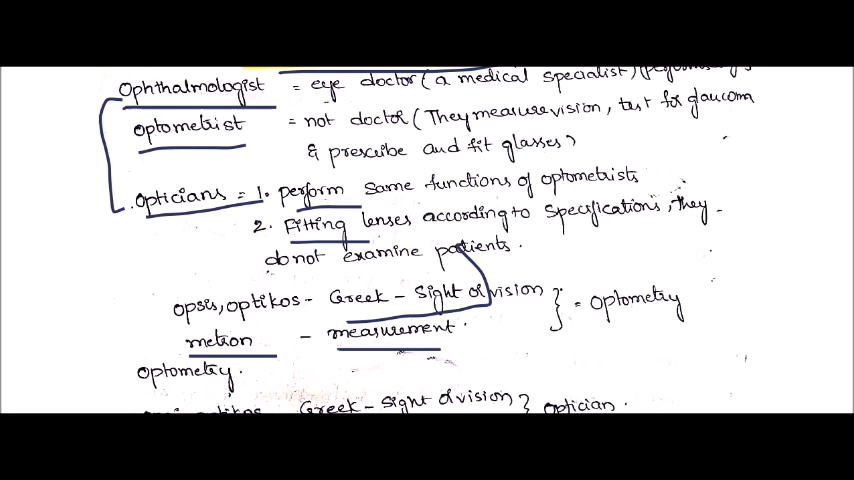 Ophthalmologist = eye doctor (a medical specialist)
optometrist = not doctor (They measure vision, test for glaucoma
& prescribe and fit glasses)
opticians = 1. perform same functions of optometrists
2. Fitting lenses according to specifications, they
do not examine patients.
opsis, optikos - Greek - Sight or vision } = optometry
metron - measurement.
optometry.
optikos Greek - Sight or vision } optician.